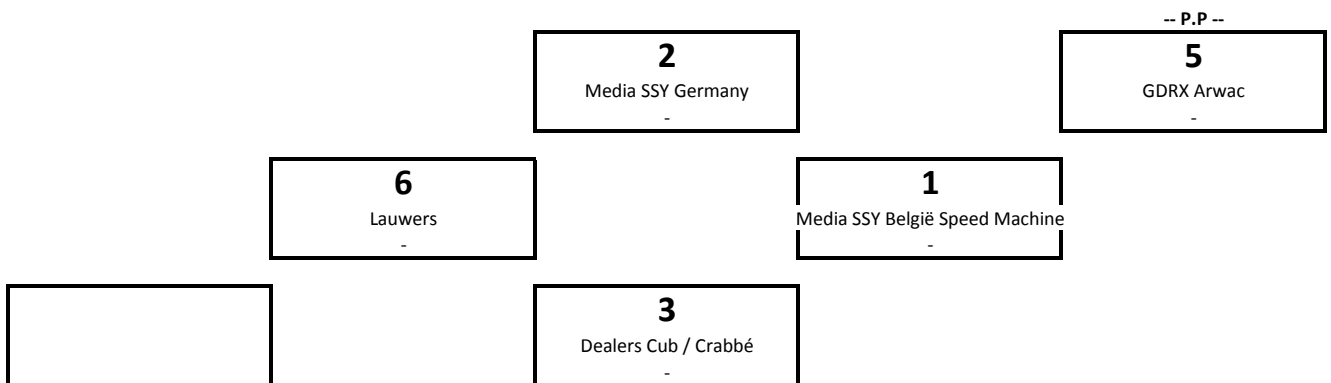 -- P.P --
2
Media SSY Germany
-
5
GDRX Arwac
-
6
Lauwers
-
1
Media SSY België Speed Machine
-
3
Dealers Cub / Crabbé
-